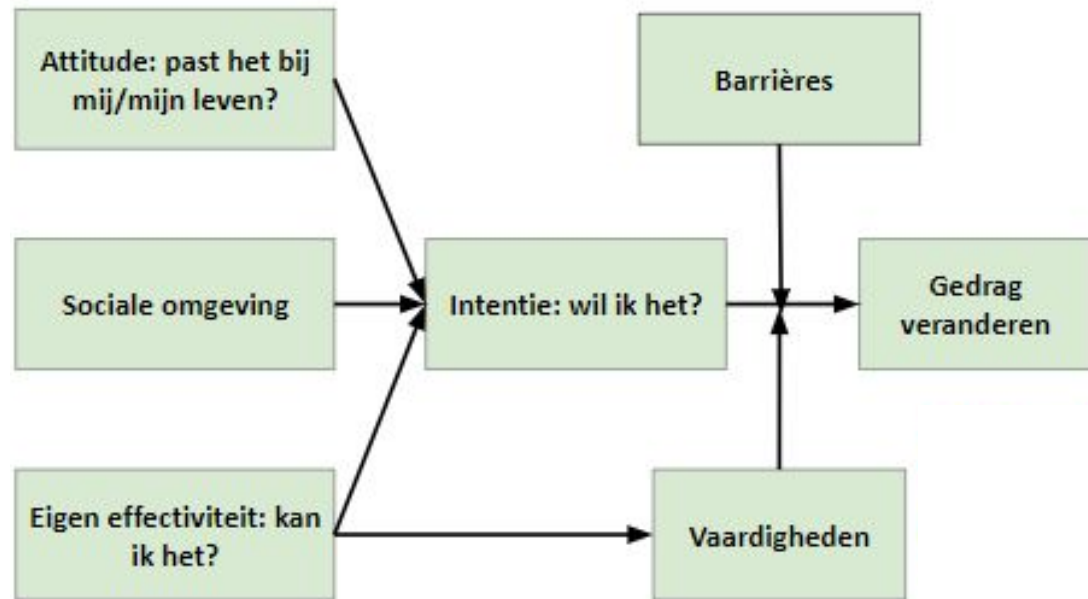 Attitude: past het bij
mij/mijn leven?
Barrières
Sociale omgeving
Intentie: wil ik het?
Gedrag
veranderen
Eigen effectiviteit: kan
ik het?
Vaardigheden